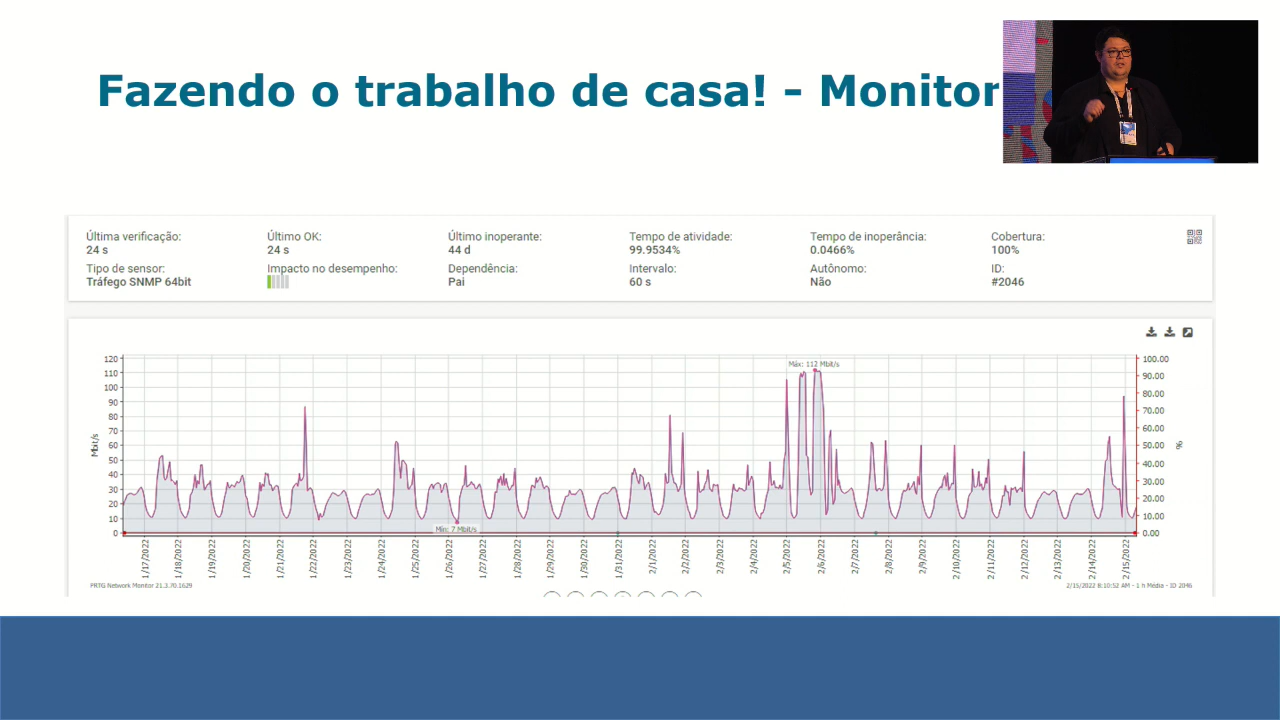 Fazendo o trabalho de casa! - Monitor
Última verificação: Último OK: Último inoperante: Tempo de atividade: Tempo de inoperância: Cobertura:
24 s 24 s 44 d 99.9534% 0.0466% 100%
Tipo de sensor: Impacto no desempenho: Dependência: Intervalo: Autônomo: ID:
Tráfego SNMP 64bit Pai 60 s Não #2046
Máx: 112 Mbit/s
120 100.00
110 90.00
100 80.00
90 70.00
80 60.00
70 50.00
60 40.00
50 30.00
40 20.00
30 10.00
20 0.00
10
0
Mbit/s
%
Mín: 7 Mbit/s
1/17/2022 1/18/2022 1/19/2022 1/20/2022 1/21/2022 1/22/2022 1/23/2022 1/24/2022 1/25/2022 1/26/2022 1/27/2022 1/28/2022 1/29/2022 1/30/2022 1/31/2022 2/1/2022 2/2/2022 2/3/2022 2/4/2022 2/5/2022 2/6/2022 2/7/2022 2/8/2022 2/9/2022 2/10/2022 2/11/2022 2/12/2022 2/13/2022 2/14/2022 2/15/2022
PRTG Network Monitor 21.3.70.1629 2/15/2022 8:10:52 AM - 1 h Média - ID 2046